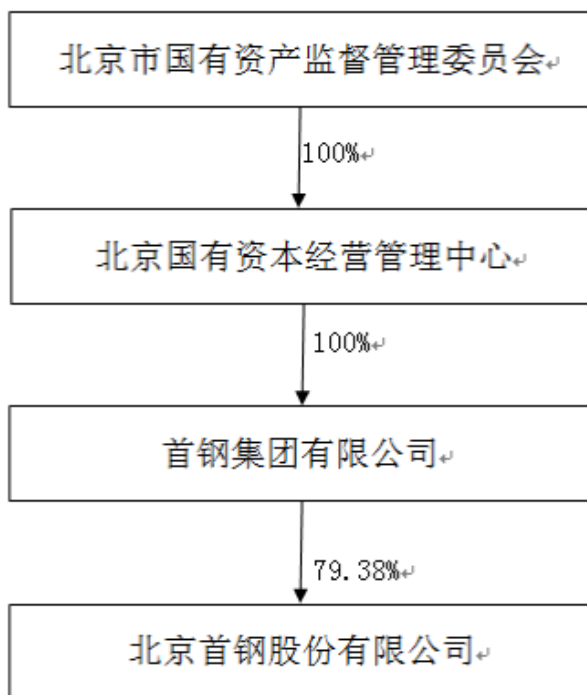 北京市国有资产监督管理委员会
100%
北京国有资本经营管理中心
100%
首钢集团有限公司
79.38%
北京首钢股份有限公司